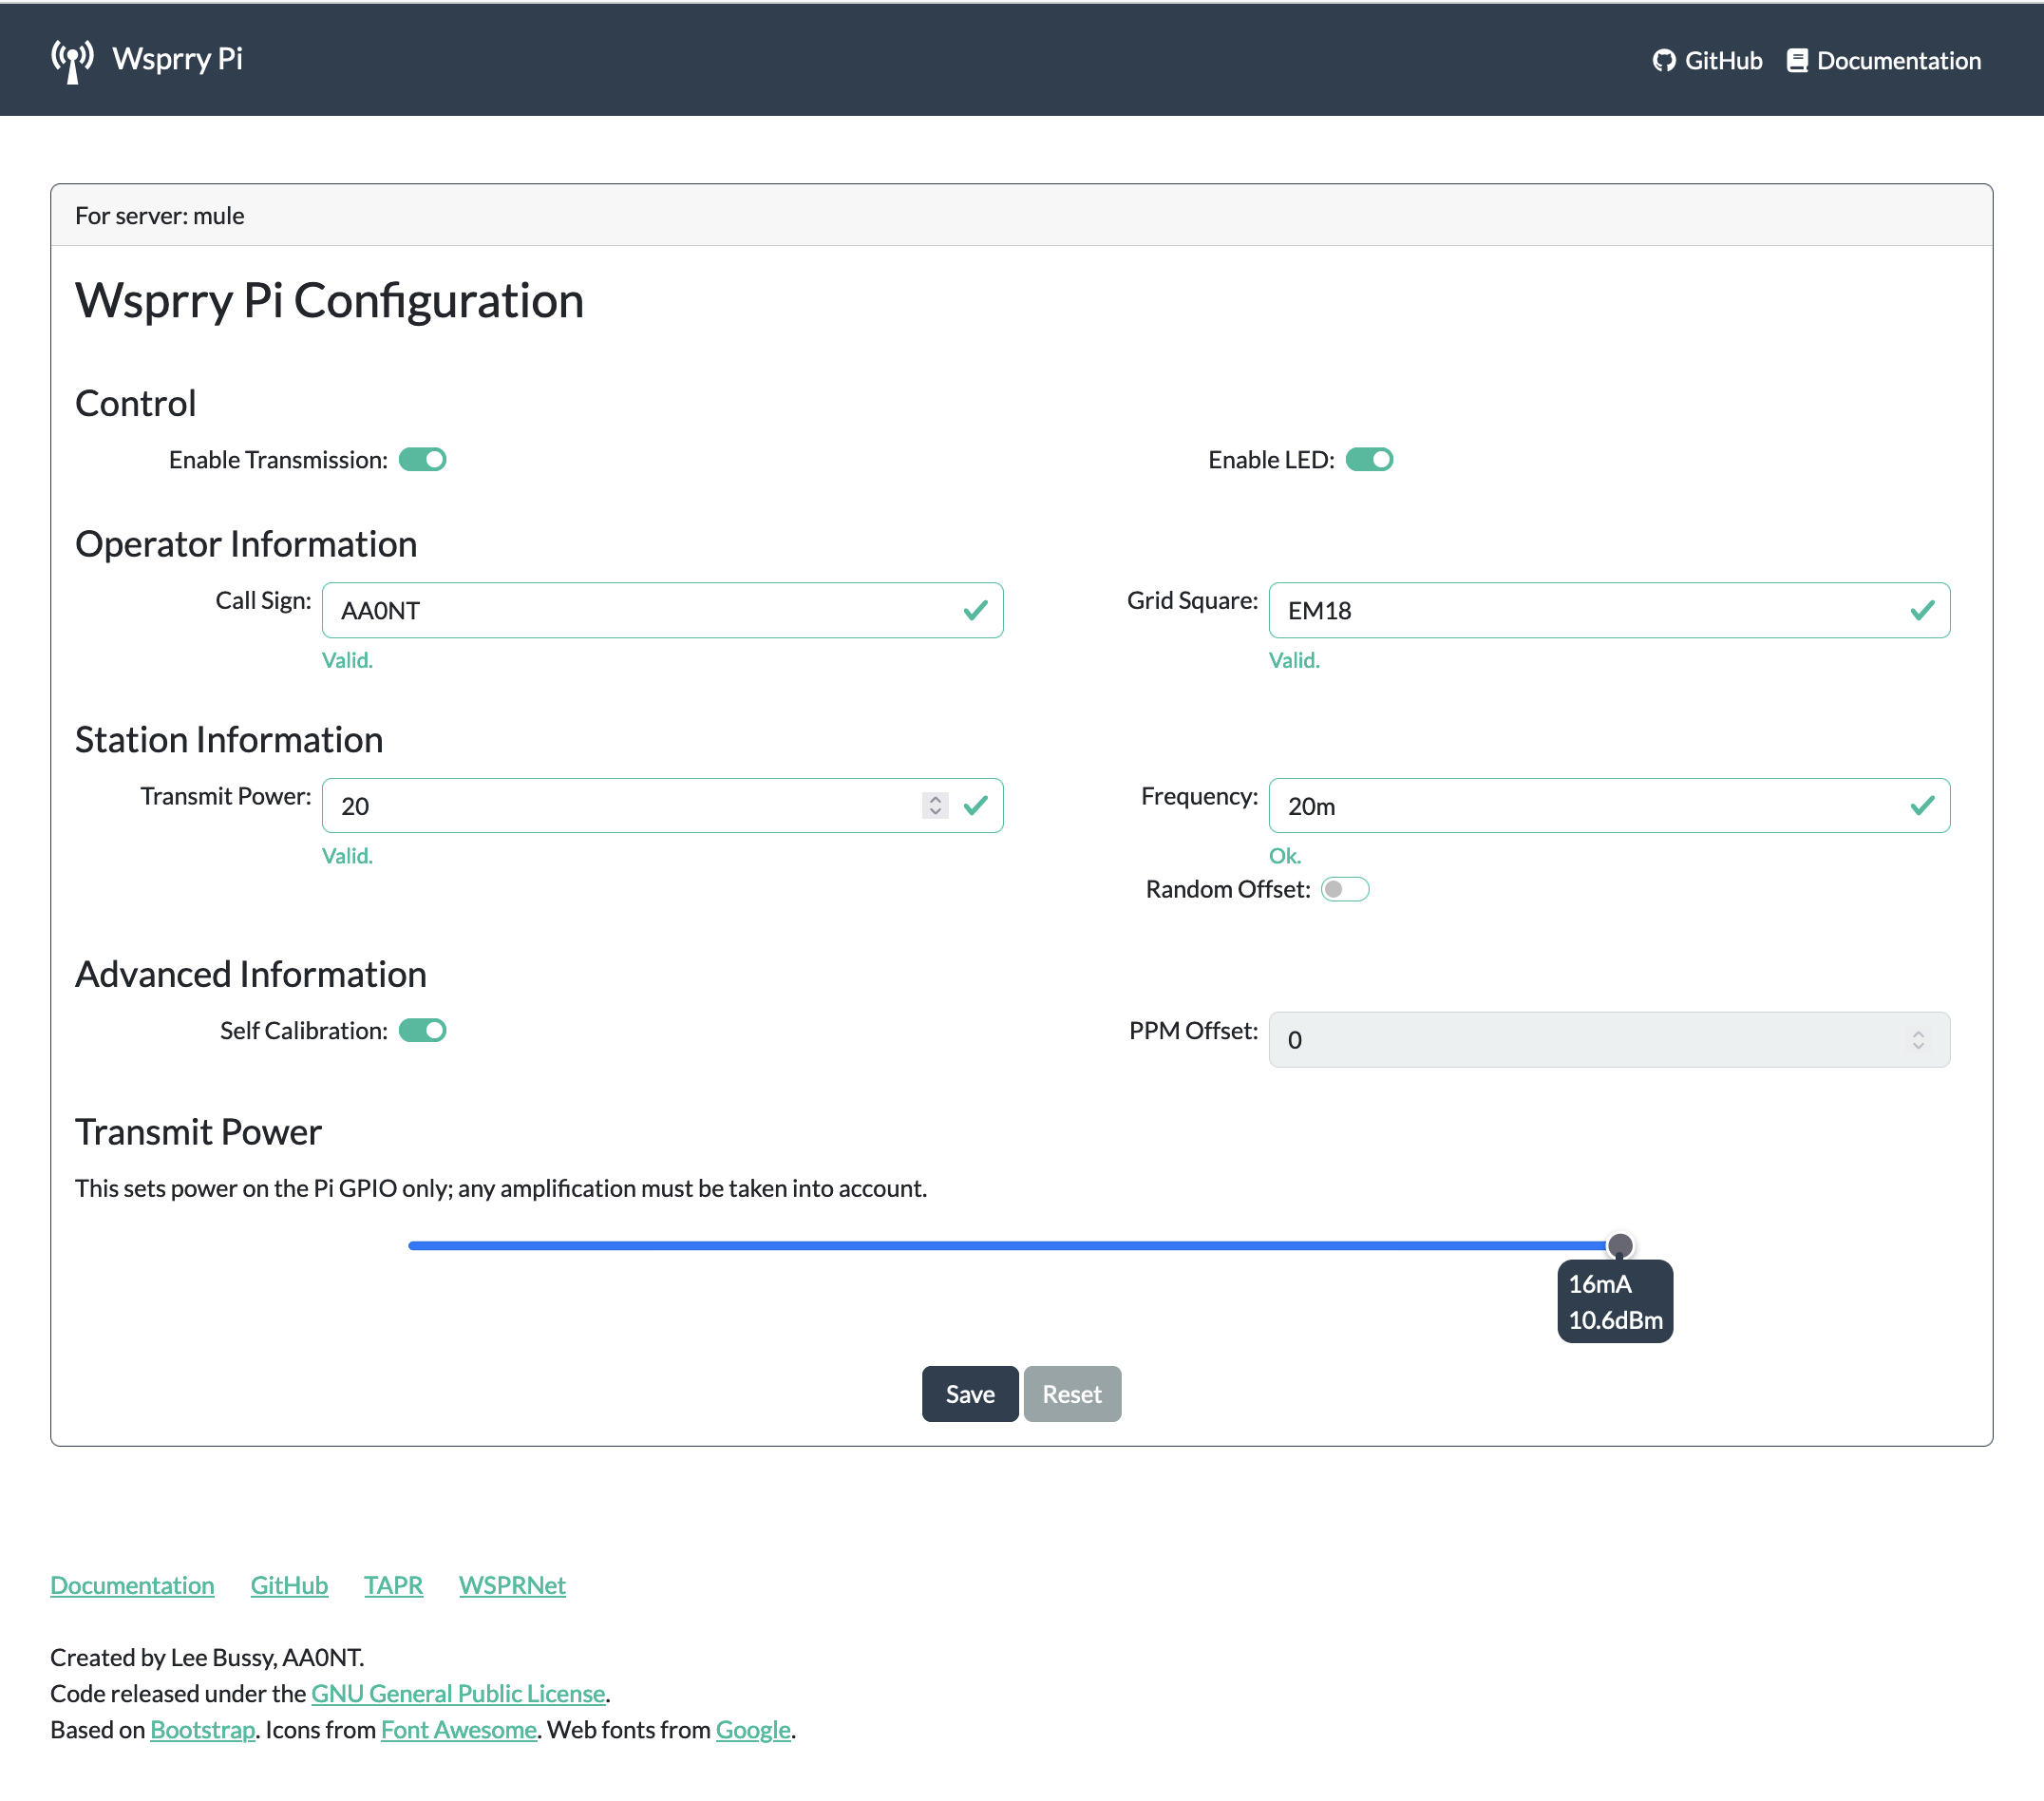 Wsprry Pi
GitHub Documentation
For server: mule
Wsprry Pi Configuration
Control
Enable Transmission:
Enable LED:
Operator Information
Call Sign: AA0NT
Valid.
Grid Square: EM18
Valid.
Station Information
Transmit Power: 20
Valid.
Frequency: 20m
Ok.
Random Offset:
Advanced Information
Self Calibration:
PPM Offset: 0
Transmit Power
This sets power on the Pi GPIO only; any amplification must be taken into account.
16mA
10.6dBm
Save Reset
Documentation GitHub TAPR WSPRNet
Created by Lee Bussy, AA0NT.
Code released under the GNU General Public License.
Based on Bootstrap. Icons from Font Awesome. Web fonts from Google.